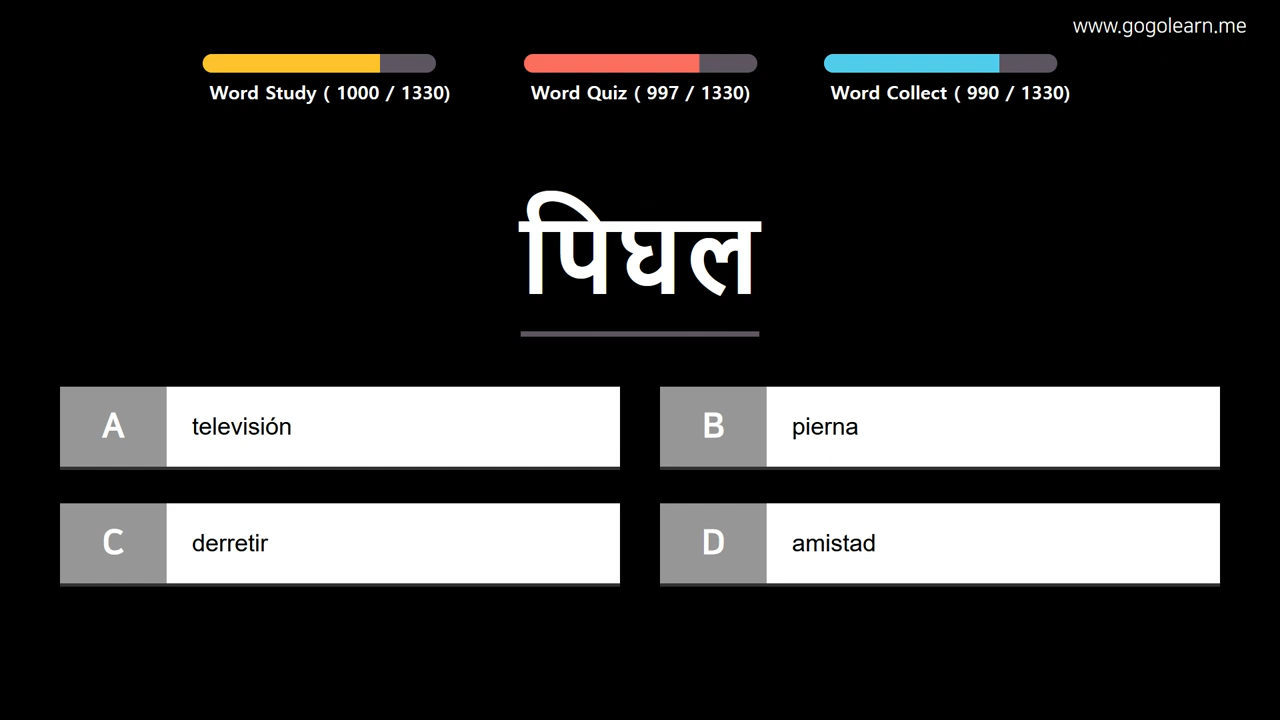 www.gogolearn.me
Word Study ( 1000 / 1330)
Word Quiz ( 997 / 1330)
Word Collect ( 990 / 1330)
पिघल
A televisión
B pierna
C derretir
D amistad